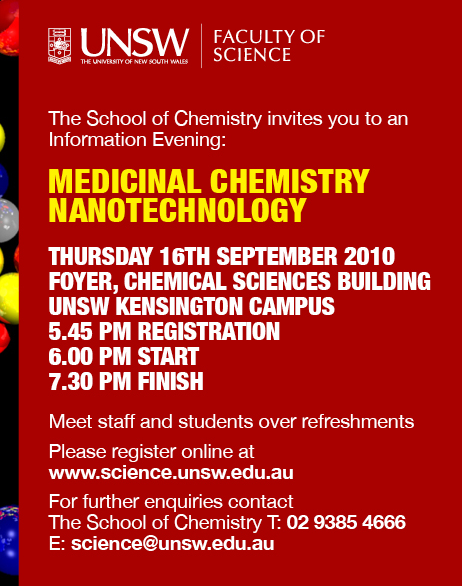 UNSW
THE UNIVERSITY OF NEW SOUTH WALES
FACULTY OF
SCIENCE
The School of Chemistry invites you to an
Information Evening:
MEDICINAL CHEMISTRY
NANOTECHNOLOGY
THURSDAY 16TH SEPTEMBER 2010
FOYER, CHEMICAL SCIENCES BUILDING
UNSW KENSINGTON CAMPUS
5.45 PM REGISTRATION
6.00 PM START
7.30 PM FINISH
Meet staff and students over refreshments
Please register online at
www.science.unsw.edu.au
For further enquiries contact
The School of Chemistry T: 02 9385 4666
E: science@unsw.edu.au